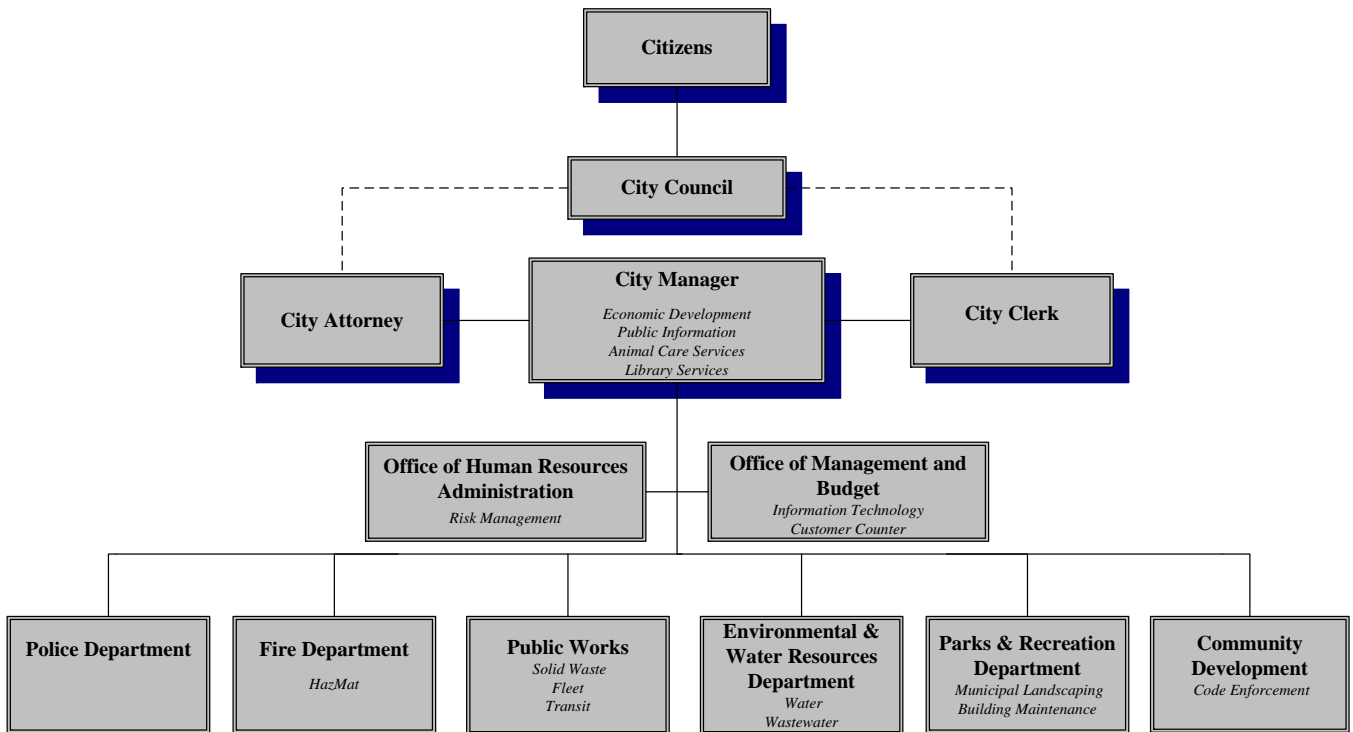 Citizens
City Council
City Attorney
City Manager
Economic Development
Public Information
Animal Care Services
Library Services
City Clerk
Office of Human Resources
Administration
Risk Management
Office of Management and
Budget
Information Technology
Customer Counter
Police Department
Fire Department
HazMat
Public Works
Solid Waste
Fleet
Transit
Environmental &
Water Resources
Department
Water
Wastewater
Parks & Recreation
Department
Municipal Landscaping
Building Maintenance
Community
Development
Code Enforcement